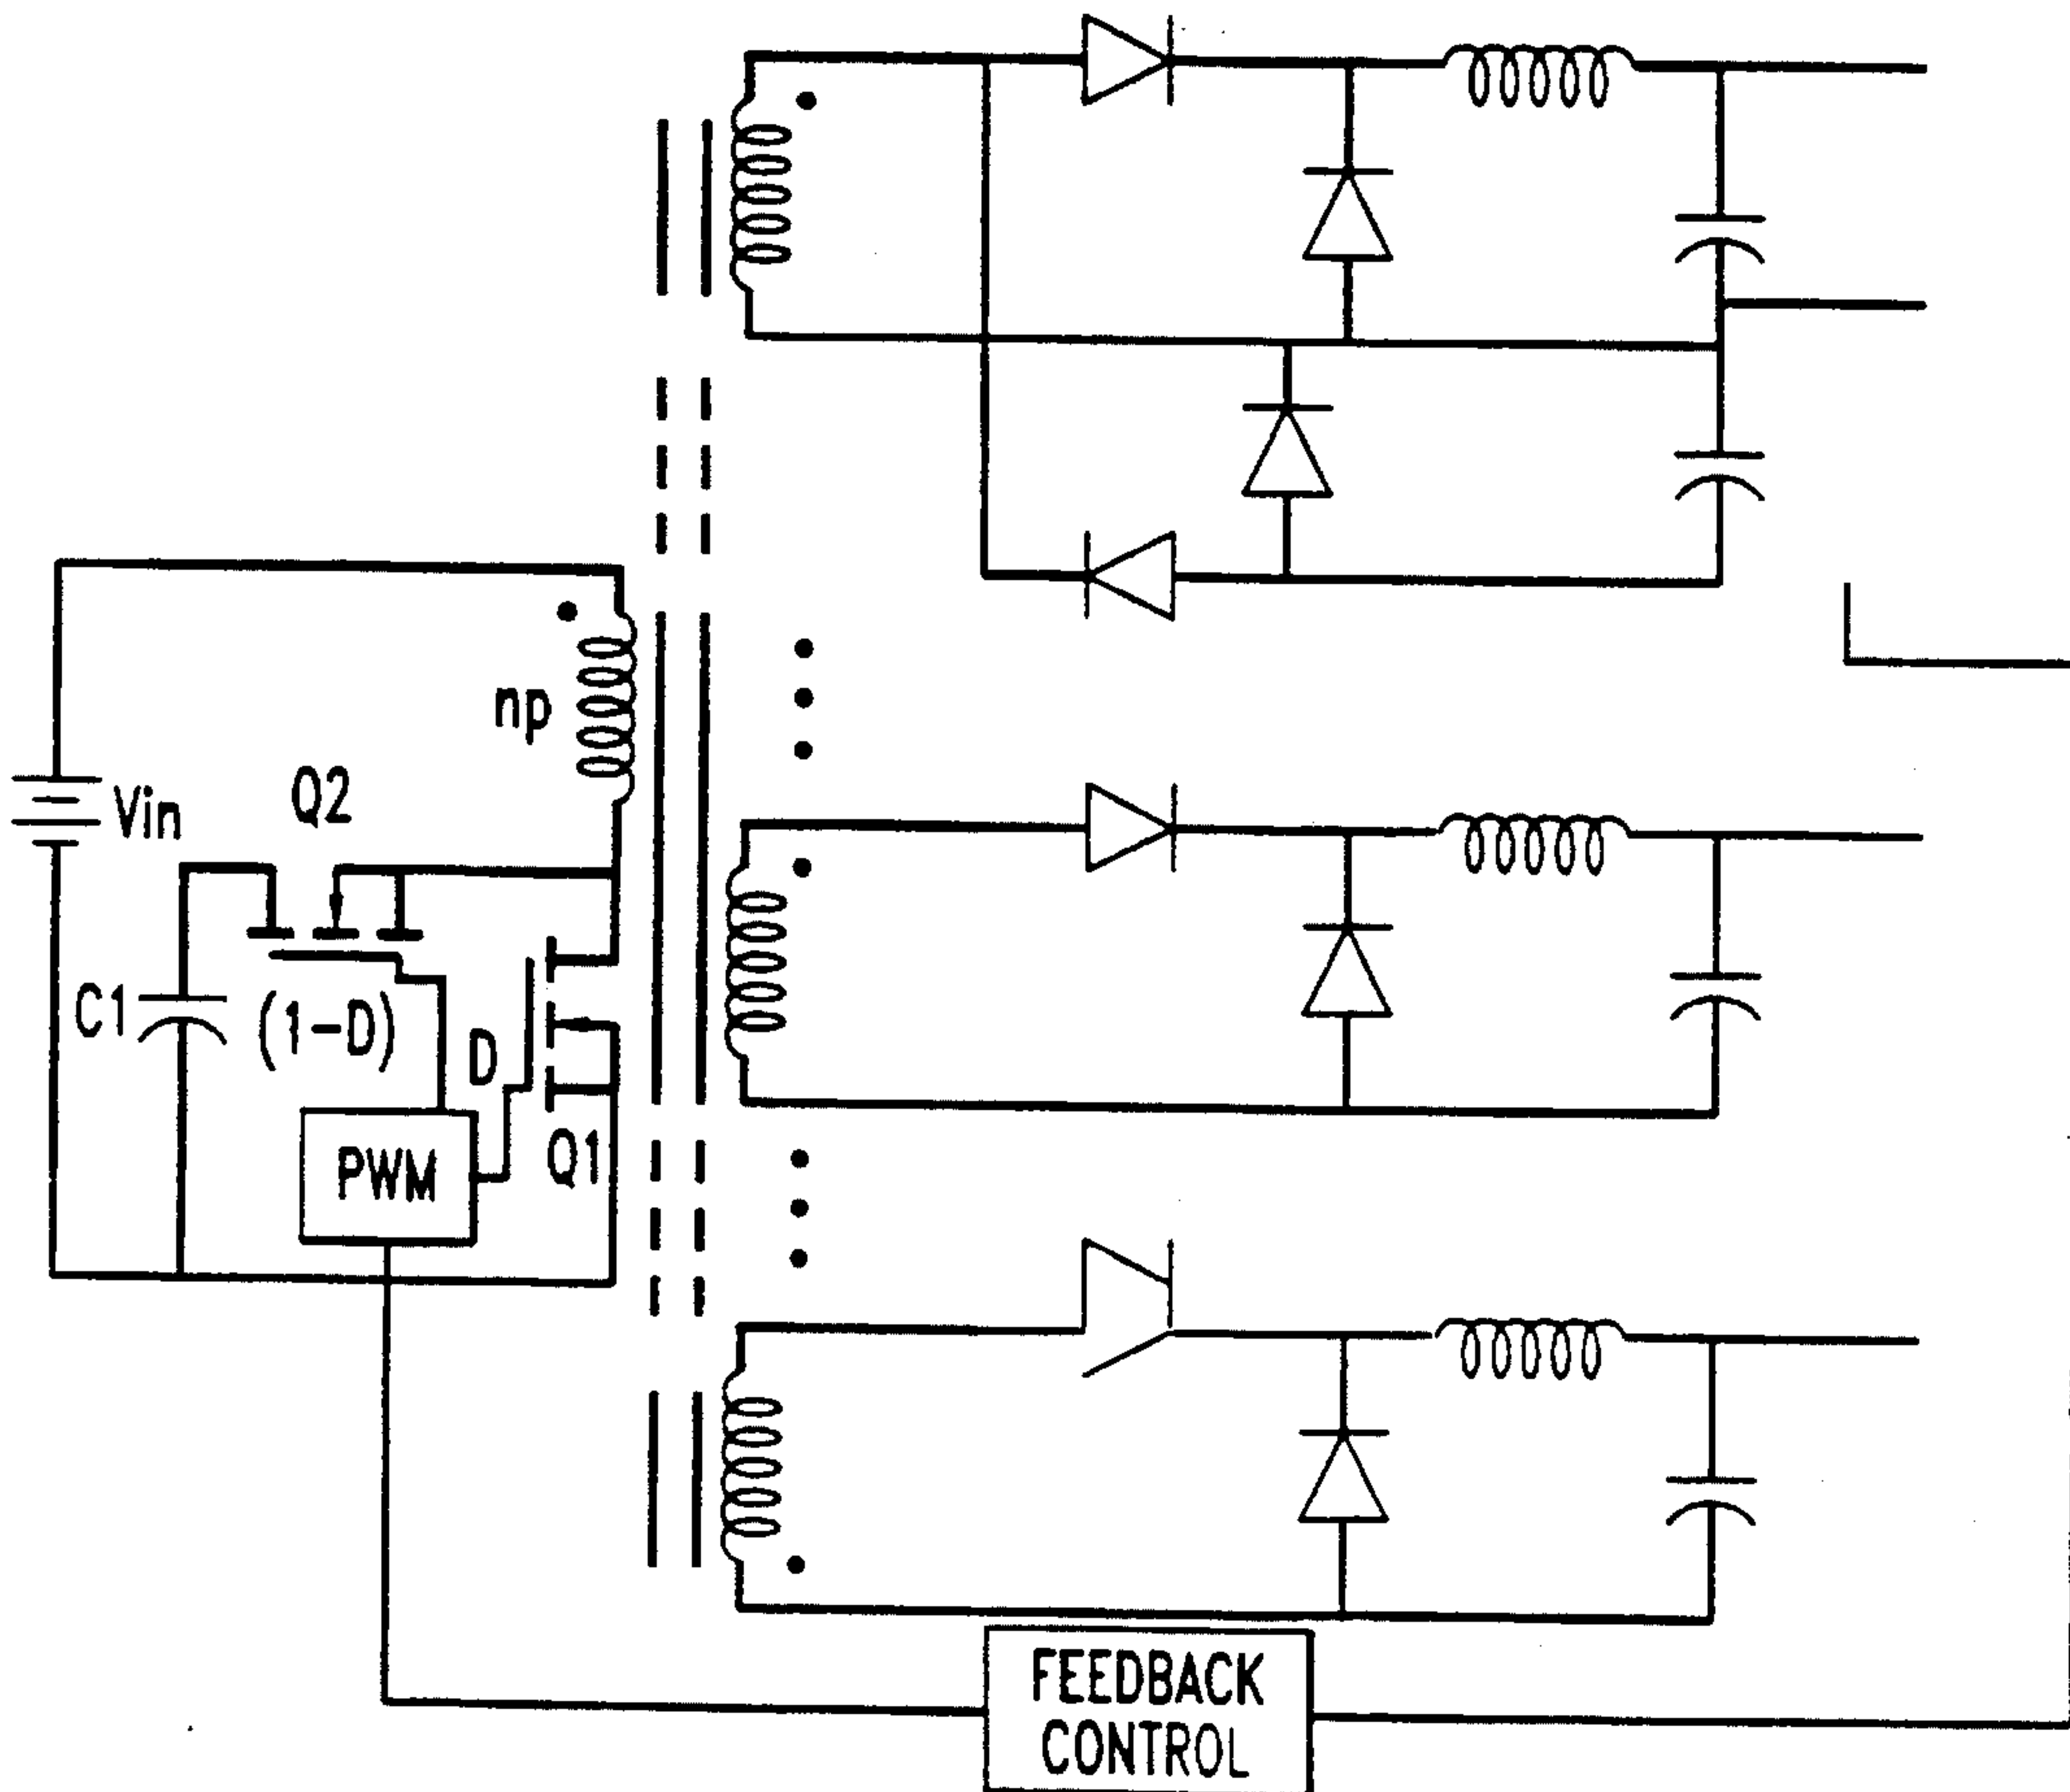 np
Q2
Vin
C1
(1-D)
D
PWM
Q1
FEEDBACK
CONTROL